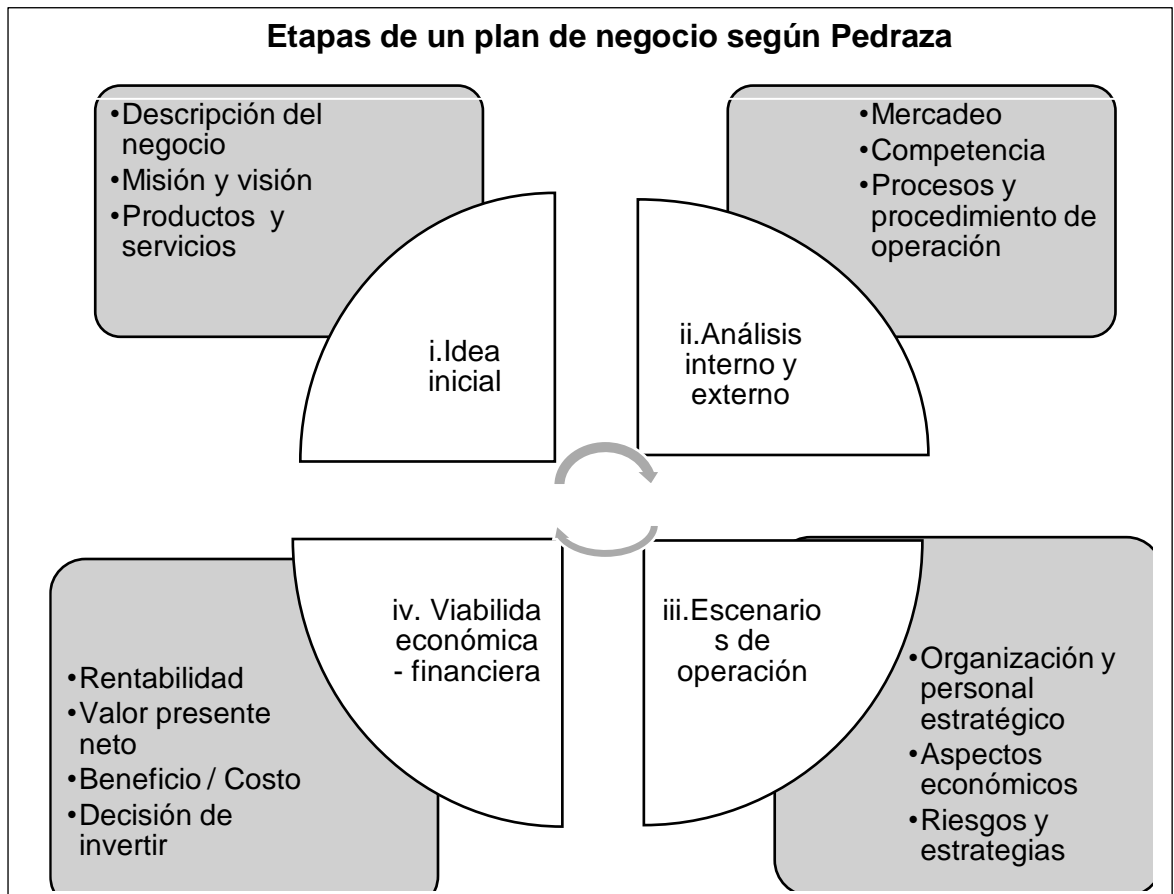 Etapas de un plan de negocio según Pedraza
•Descripción del
negocio
•Misión y visión
•Productos y
servicios
i.Idea
inicial
•Mercadeo
•Competencia
•Procesos y
procedimiento de
operación
ii.Análisis
interno y
externo
iv. Viabilida
económica
- financiera
•Rentabilidad
•Valor presente
neto
•Beneficio / Costo
•Decisión de
invertir
iii.Escenario
s de
operación
•Organización y
personal
estratégico
•Aspectos
económicos
•Riesgos y
estrategias